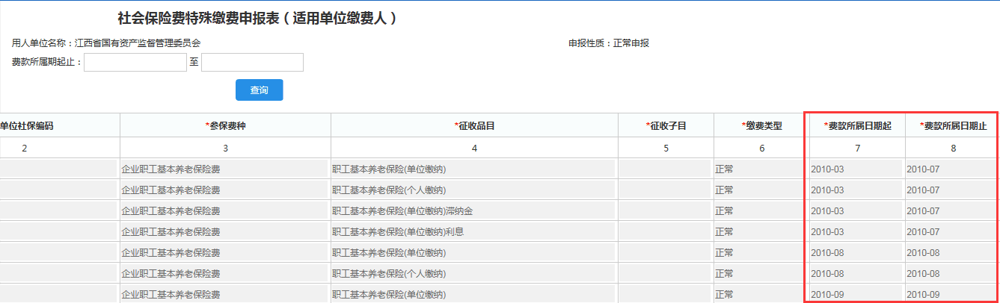 社会保险费特殊缴费申报表（适用单位缴费人）
用人单位名称：江西省国有资产监督管理委员会 申报性质：正常申报
费款所属期起止： 至
查询
单位社保编码 *参保费种 *征收品目 *征收子目 *缴费类型 *费款所属日期起 *费款所属日期止
2 3 4 5 6 7 8
企业职工基本养老保险费 职工基本养老保险(单位缴纳) 正常 2010-03 2010-07
企业职工基本养老保险费 职工基本养老保险(个人缴纳) 正常 2010-03 2010-07
企业职工基本养老保险费 职工基本养老保险(单位缴纳)滞纳金 正常 2010-03 2010-07
企业职工基本养老保险费 职工基本养老保险(单位缴纳)利息 正常 2010-03 2010-07
企业职工基本养老保险费 职工基本养老保险(单位缴纳) 正常 2010-08 2010-08
企业职工基本养老保险费 职工基本养老保险(个人缴纳) 正常 2010-08 2010-08
企业职工基本养老保险费 职工基本养老保险(单位缴纳) 正常 2010-09 2010-09